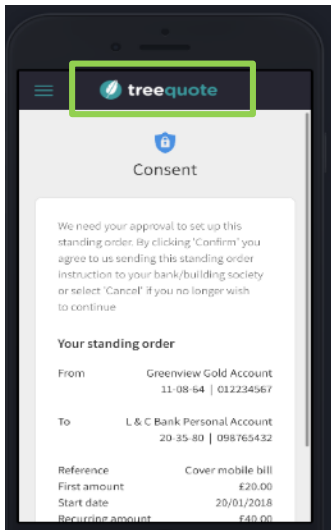 treequote
Consent
We need your approval to set up this
standing order. By clicking 'Confirm' you
agree to us sending this standing order
instruction to your bank/building society
or select 'Cancel' if you no longer wish
to continue
Your standing order
From Greenview Gold Account
11-08-64 | 012234567
To L & C Bank Personal Account
20-35-80 | 098765432
Reference Cover mobile bill
First amount £20.00
Start date 20/01/2018
Recurring amount £40.00